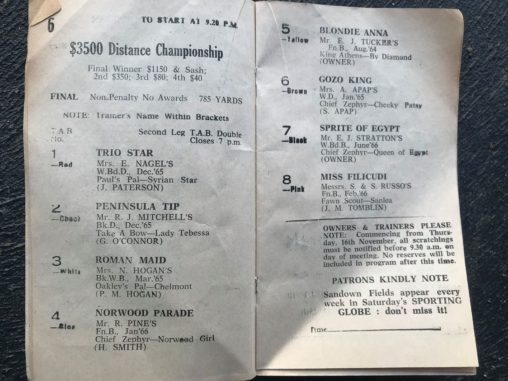 6
TO START AT 9.20 P.M.
$3500 Distance Championship
Final: Winner $1150 & Sash;
2nd $350; 3rd $80; 4th $40
FINAL Non-Penalty No Awards 785 YARDS
NOTE: Trainer's Name Within Brackets
T.A.B. Second Leg T.A.B. Double
No. Closes 7 p.m.
1 TRIO STAR
—Red Mrs. E. NAGEL'S
W.Bd.D., Dec.'65
Paul's Pal—Syrian Star
(J. PATERSON)
2 PENINSULA TIP
—Check Mr. R. J. MITCHELL'S
Bk.D., Dec.'65
Take A Bow—Lady Tebessa
(G. O'CONNOR)
3 ROMAN MAID
—White Mrs. N. HOGAN'S
Bk.W.B., Mar.'65
Oakley's Pal—Chelmont
(P. M. HOGAN)
4 NORWOOD PARADE
—Blue Mr. R. PINE'S
Fn.B., Jan'66
Chief Zephyr—Norwood Girl
(H. SMITH)
5 BLONDIE ANNA
—Yellow Mr. E. J. TUCKER'S
Fn.B., Aug.'64
King Athens—By Diamond
(OWNER)
6 GOZO KING
—Brown Mrs. A. APAP'S
W.D., Jan.'65
Chief Zephyr—Cheeky Patsy
(S. APAP)
7 SPRITE OF EGYPT
—Black Mr. E. J. STRATTON'S
W.Bd.B., June'66
Chief Zephyr—Queen of Egypt
(OWNER)
8 MISS FILICUDI
—Pink Messrs. S. & S. RUSSO'S
Fn.B., Feb.'66
Fawn Scout—Sanlea
(J. M. TOMBLIN)
OWNERS & TRAINERS PLEASE
NOTE: Commencing from Thurs-
day, 16th November, all scratchings
must be notified before 9.30 a.m. on
day of meeting. No reserves will be
included in program after this time.
PATRONS KINDLY NOTE
Sandown Fields appear every
week in Saturday's SPORTING
GLOBE : don't miss it!
Time